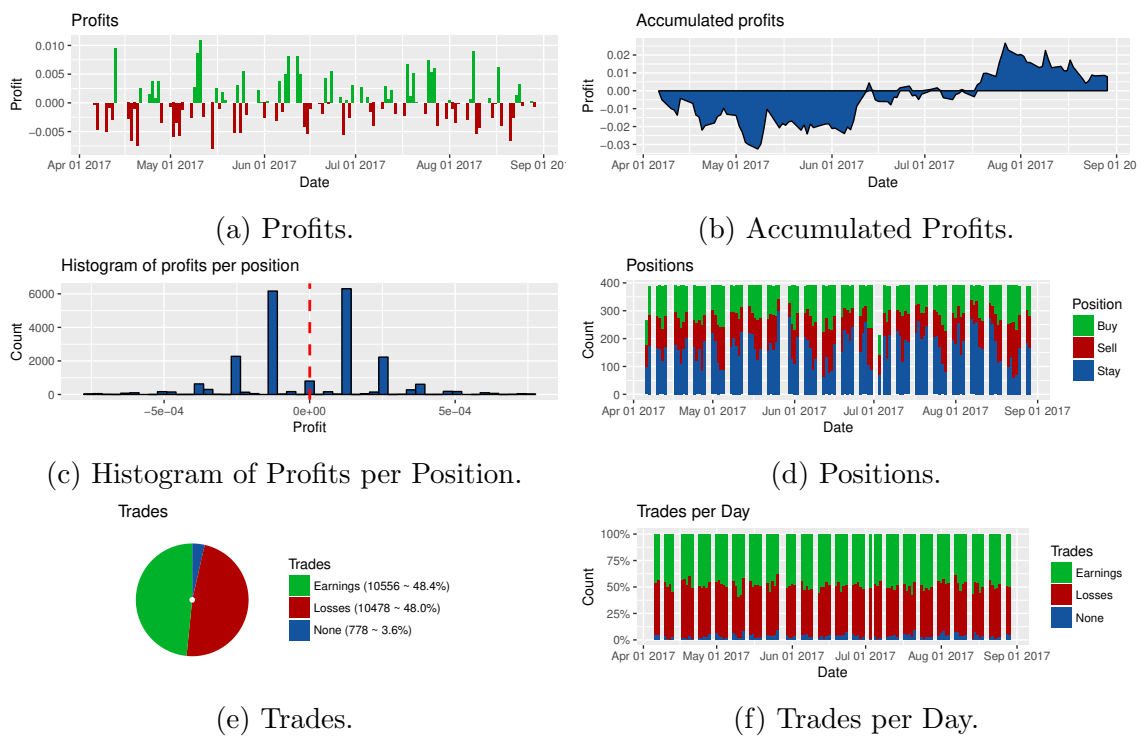 Profits
0.010
0.005
0.000
−0.005
Profit
Apr 01 2017 May 01 2017 Jun 01 2017 Jul 01 2017 Aug 01 2017 Sep 01 20
Date
(a) Profits.
Accumulated profits
0.02
0.01
0.00
−0.01
−0.02
−0.03
Profit
Apr 01 2017 May 01 2017 Jun 01 2017 Jul 01 2017 Aug 01 2017 Sep 01 20
Date
(b) Accumulated Profits.
Histogram of profits per position
6000
4000
2000
0
Count
−5e−04 0e+00 5e−04
Profit
(c) Histogram of Profits per Position.
Positions
400
300
200
100
0
Count
Apr 01 2017 May 01 2017 Jun 01 2017 Jul 01 2017 Aug 01 2017 Sep 01 2017
Date
Position
Buy
Sell
Stay
(d) Positions.
Trades
Trades
Earnings (10556 ~ 48.4%)
Losses (10478 ~ 48.0%)
None (778 ~ 3.6%)
(e) Trades.
Trades per Day
100%
75%
50%
25%
0%
Count
Apr 01 2017 May 01 2017 Jun 01 2017 Jul 01 2017 Aug 01 2017 Sep 01 2017
Date
Trades
Earnings
Losses
None
(f) Trades per Day.